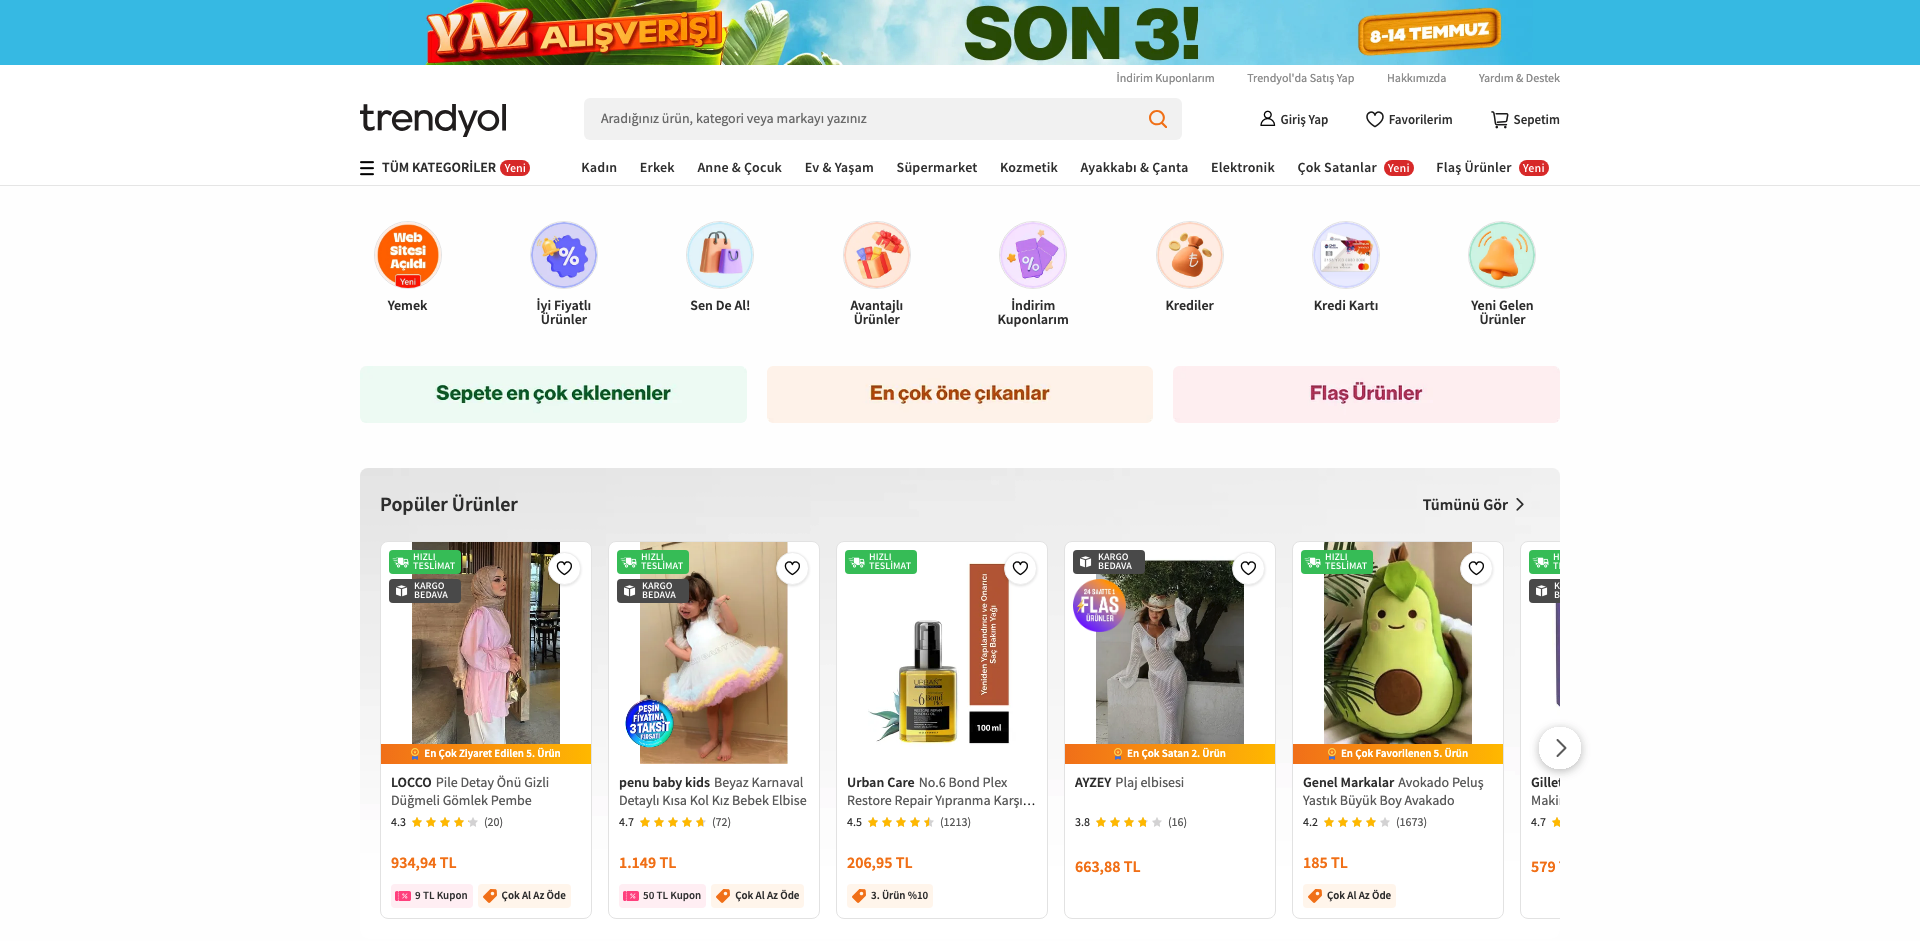 YAZ ALIŞVERİŞİ
SON 3!
8-14 TEMMUZ
İndirim Kuponlarım
Trendyol'da Satış Yap
Hakkımızda
Yardım & Destek
trendyol
Aradığınız ürün, kategori veya markayı yazınız
Giriş Yap
Favorilerim
Sepetim
TÜM KATEGORİLER Yeni
Kadın
Erkek
Anne & Çocuk
Ev & Yaşam
Süpermarket
Kozmetik
Ayakkabı & Çanta
Elektronik
Çok Satanlar Yeni
Flaş Ürünler Yeni
Web
Sitesi
Açıldı
Yeni
Yemek
%
İyi Fiyatlı
Ürünler
Sen De Al!
Avantajlı
Ürünler
%
İndirim
Kuponlarım
₺
Krediler
Kredi Kartı
Yeni Gelen
Ürünler
Sepete en çok eklenenler
En çok öne çıkanlar
Flaş Ürünler
Popüler Ürünler
Tümünü Gör
HIZLI
TESLİMAT
KARGO
BEDAVA
En Çok Ziyaret Edilen 5. Ürün
LOCCO Pile Detay Önü Gizli
Düğmeli Gömlek Pembe
4.3 (20)
934,94 TL
9 TL Kupon
Çok Al Az Öde
HIZLI
TESLİMAT
KARGO
BEDAVA
PEŞİN
FİYATINA
3 TAKSİT
FIRSATI
penu baby kids Beyaz Karnaval
Detaylı Kısa Kol Kız Bebek Elbise
4.7 (72)
1.149 TL
50 TL Kupon
Çok Al Az Öde
HIZLI
TESLİMAT
Yeniden Yapılandırıcı ve Onarıcı
Saç Bakım Yağı
URBAN
No6 Bond
Plex
100 ml
Urban Care No.6 Bond Plex
Restore Repair Yıpranma Karşı...
4.5 (1213)
206,95 TL
3. Ürün %10
KARGO
BEDAVA
24 SAATTE
FLAŞ
ÜRÜNLER
En Çok Satan 2. Ürün
AYZEY Plaj elbisesi
3.8 (16)
663,88 TL
HIZLI
TESLİMAT
En Çok Favorilenen 5. Ürün
Genel Markalar Avokado Peluş
Yastık Büyük Boy Avakado
4.2 (1673)
185 TL
Çok Al Az Öde
4.7
579